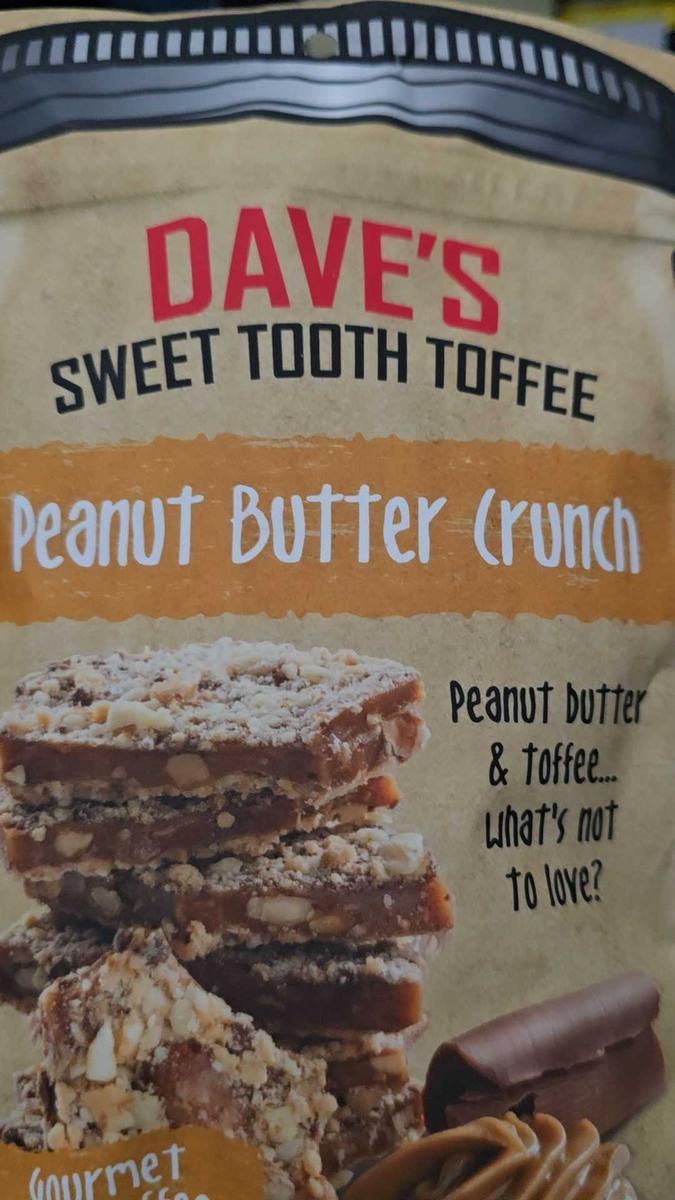 DAVE'S
SWEET TOOTH TOFFEE
Peanut Butter Crunch
Peanut butter
& toffee...
what's not
to love?
Gourmet